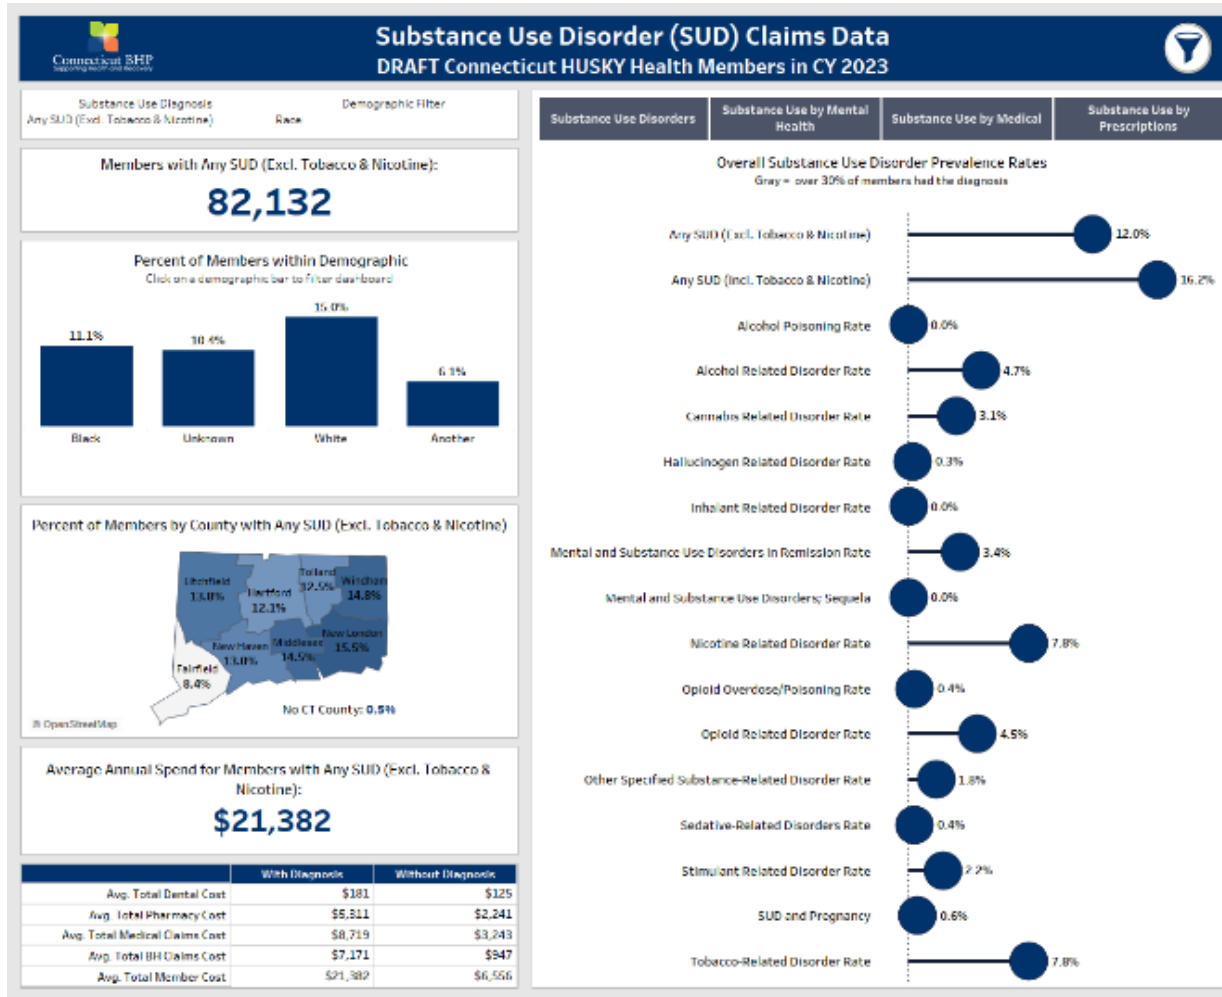 Substance Use Disorder (SUD) Claims Data
DRAFT Connecticut HUSKY Health Members in CY 2023
Connecticut BHP
Supporting Health and Recovery
Substance Use Diagnosis
Any SUD (Excl. Tobacco & Nicotine)
Demographic Filter
Race
Members with Any SUD (Excl. Tobacco & Nicotine):
82,132
Percent of Members within Demographic
Click on a demographic bar to filter dashboard
11.1%
10.4%
15.0%
6.1%
Black
Unknown
White
Another
Percent of Members by County with Any SUD (Excl. Tobacco & Nicotine)
Litchfield
13.8%
Hartford
12.1%
Tolland
12.5%
Windham
14.8%
New Haven
13.0%
Middlesex
14.5%
New London
15.5%
Fairfield
8.4%
No CT County: 0.5%
© OpenStreetMap
Average Annual Spend for Members with Any SUD (Excl. Tobacco &
Nicotine):
$21,382
With Diagnosis Without Diagnosis
Avg. Total Dental Cost $181 $125
Avg. Total Pharmacy Cost $5,311 $2,241
Avg. Total Medical Claims Cost $8,719 $3,243
Avg. Total BH Claims Cost $7,171 $947
Avg. Total Member Cost $21,382 $6,556
Substance Use Disorders
Substance Use by Mental
Health
Substance Use by Medical
Substance Use by
Prescriptions
Overall Substance Use Disorder Prevalence Rates
Gray = over 30% of members had the diagnosis
Any SUD (Excl. Tobacco & Nicotine) 12.0%
Any SUD (Incl. Tobacco & Nicotine) 16.2%
Alcohol Poisoning Rate 0.0%
Alcohol Related Disorder Rate 4.7%
Cannabis Related Disorder Rate 3.1%
Hallucinogen Related Disorder Rate 0.3%
Inhalant Related Disorder Rate 0.0%
Mental and Substance Use Disorders in Remission Rate 3.4%
Mental and Substance Use Disorders; Sequela 0.0%
Nicotine Related Disorder Rate 7.8%
Opioid Overdose/Poisoning Rate 0.4%
Opioid Related Disorder Rate 4.5%
Other Specified Substance-Related Disorder Rate 1.8%
Sedative-Related Disorders Rate 0.4%
Stimulant Related Disorder Rate 2.2%
SUD and Pregnancy 0.6%
Tobacco-Related Disorder Rate 7.8%